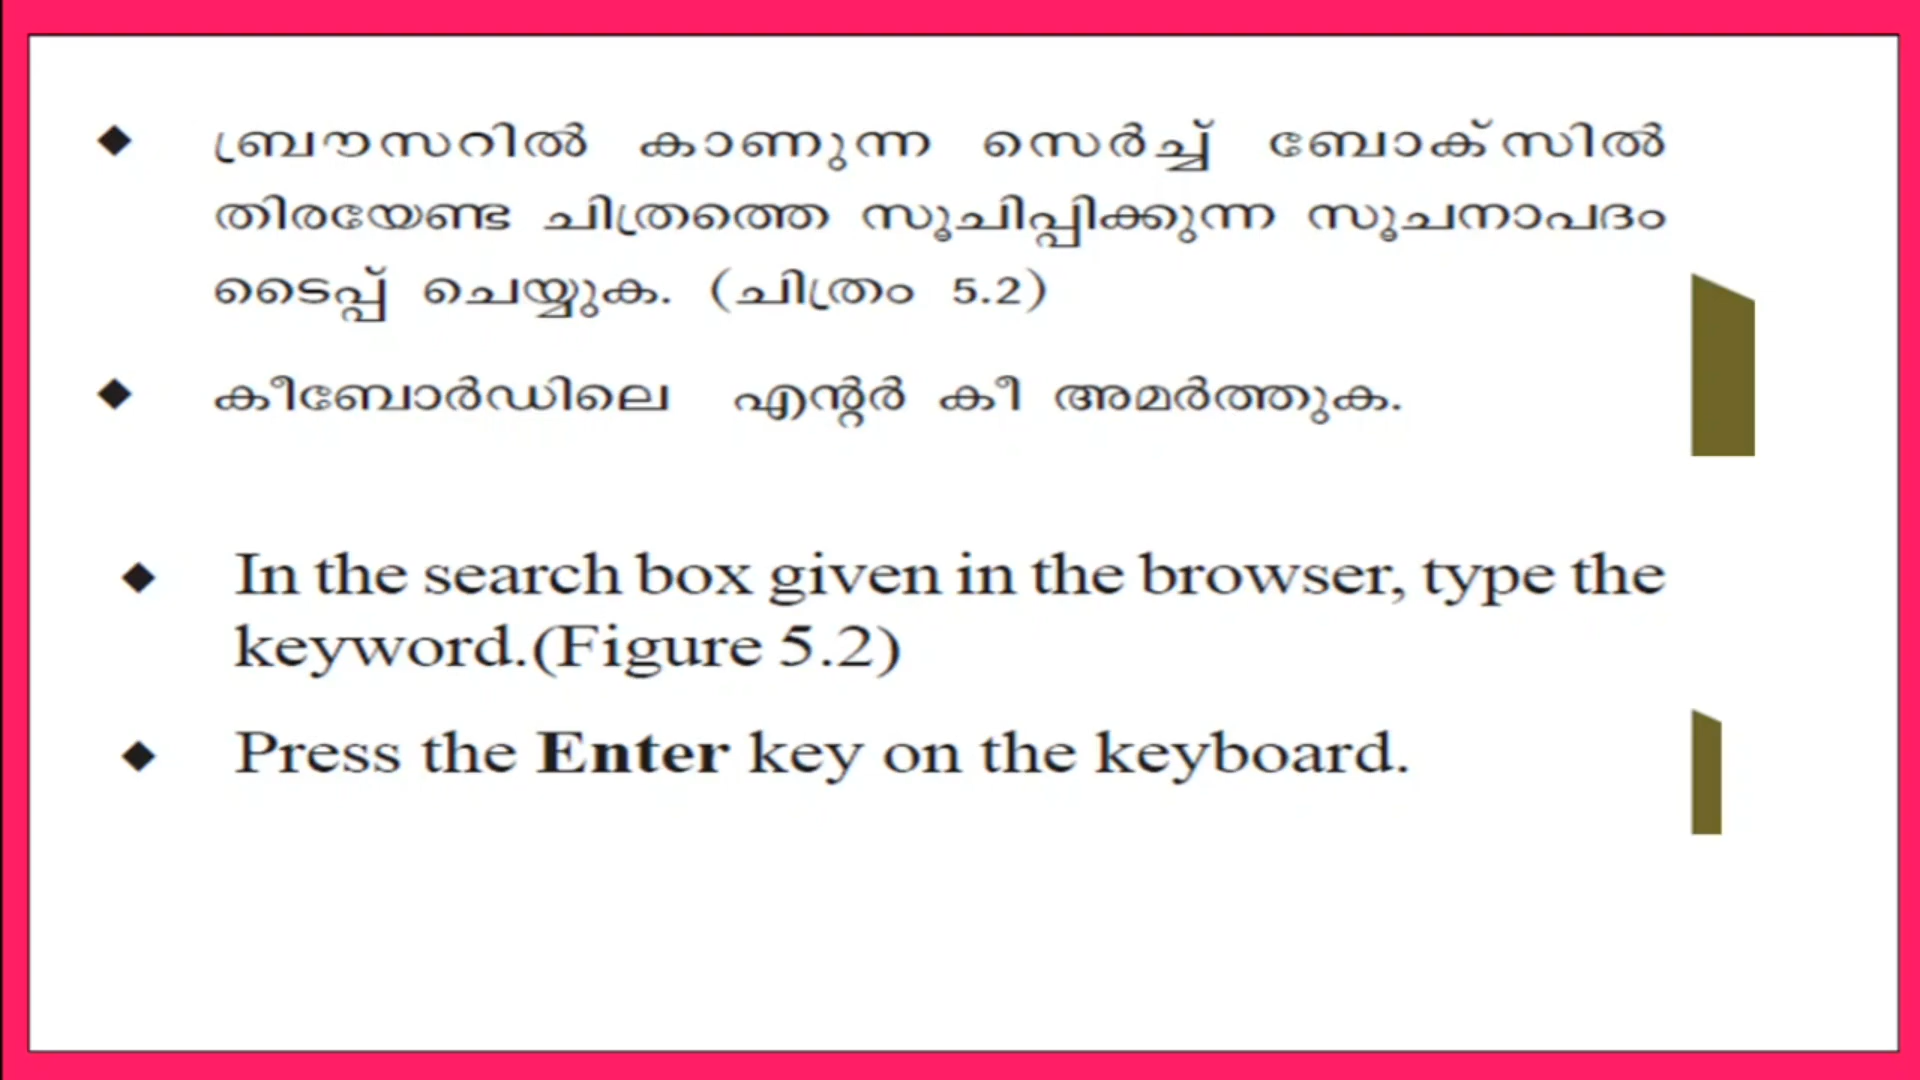 ◆ ബ്രൗസറിൽ കാണുന്ന സെർച്ച് ബോക്സിൽ
തിരയേണ്ട ചിത്രത്തെ സൂചിപ്പിക്കുന്ന സൂചനാപദം
ടൈപ്പ് ചെയ്യുക. (ചിത്രം 5.2)
◆ കീബോർഡിലെ എന്റർ കീ അമർത്തുക.
◆ In the search box given in the browser, type the
keyword.(Figure 5.2)
◆ Press the Enter key on the keyboard.